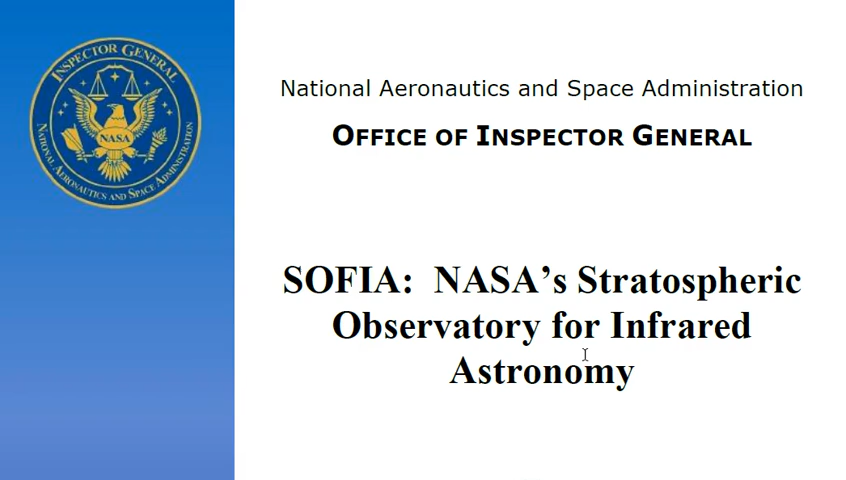 INSPECTOR GENERAL
NASA
NATIONAL AERONAUTICS AND SPACE ADMINISTRATION
National Aeronautics and Space Administration
OFFICE OF INSPECTOR GENERAL
SOFIA: NASA’s Stratospheric
Observatory for Infrared
Astronomy